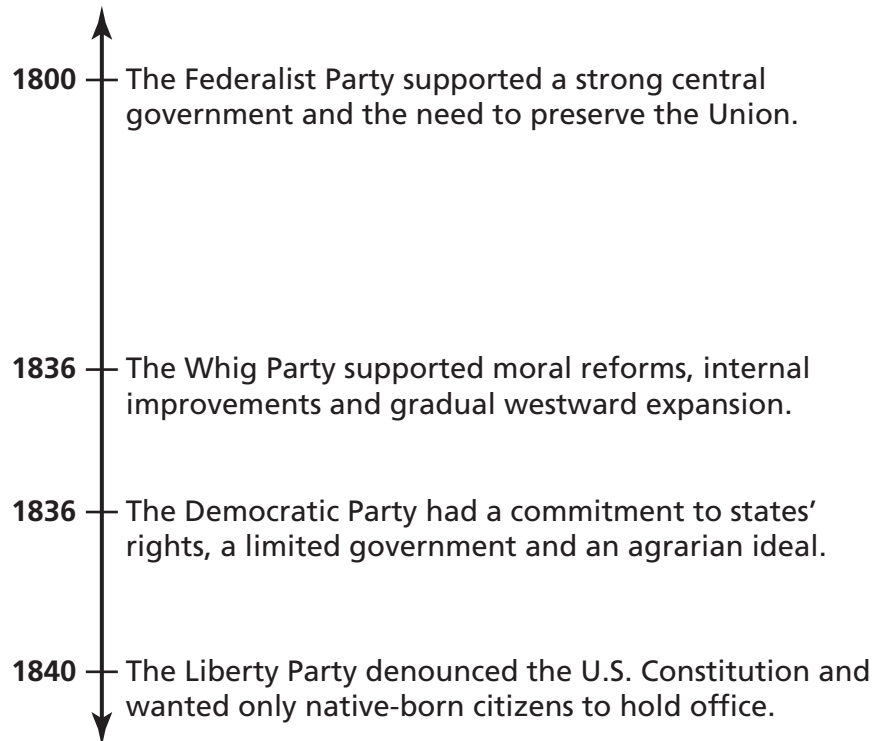 1800 The Federalist Party supported a strong central
government and the need to preserve the Union.
1836 The Whig Party supported moral reforms, internal
improvements and gradual westward expansion.
1836 The Democratic Party had a commitment to states’
rights, a limited government and an agrarian ideal.
1840 The Liberty Party denounced the U.S. Constitution and
wanted only native-born citizens to hold office.